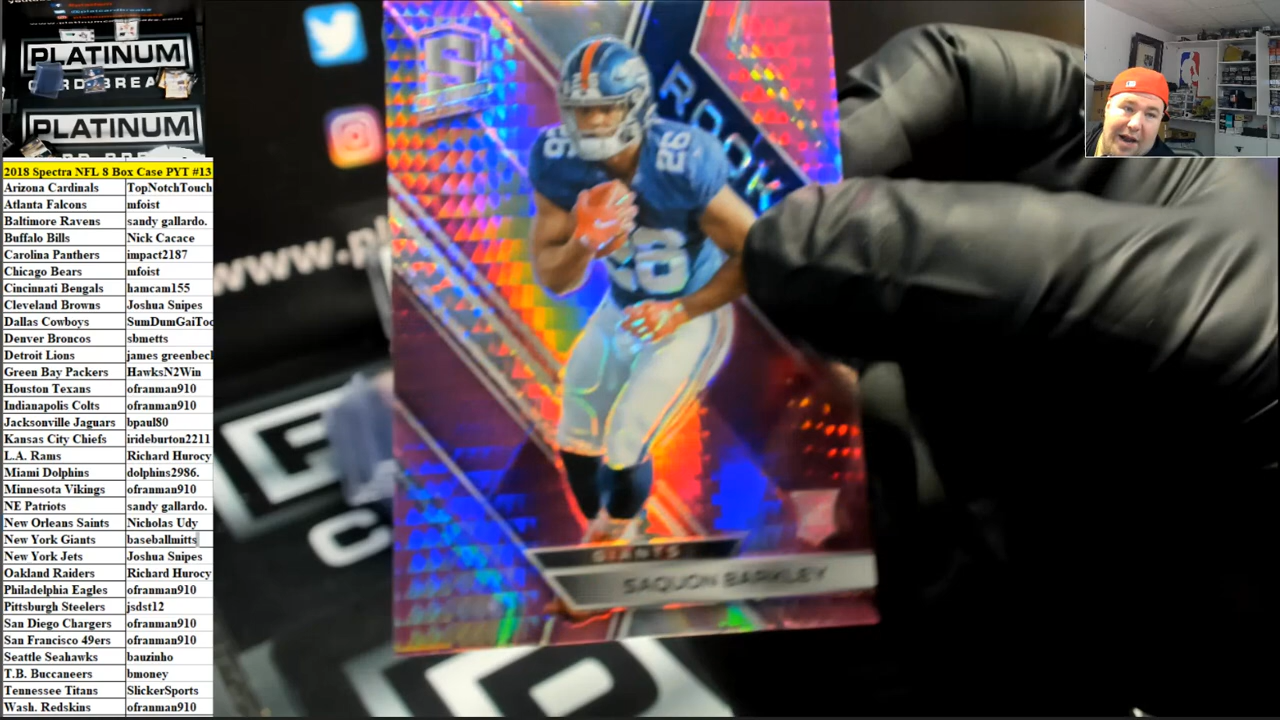 PLATINUM
PLATINUM
2018 Spectra NFL 8 Box Case PYT #13
Arizona Cardinals TopNotchTouch
Atlanta Falcons mfoist
Baltimore Ravens sandy gallardo.
Buffalo Bills Nick Cacace
Carolina Panthers impact2187
Chicago Bears mfoist
Cincinnati Bengals hamcam155
Cleveland Browns Joshua Snipes
Dallas Cowboys SumDumGaiToo
Denver Broncos sbmetts
Detroit Lions james greenbecl
Green Bay Packers HawksN2Win
Houston Texans ofranman910
Indianapolis Colts ofranman910
Jacksonville Jaguars bpaul80
Kansas City Chiefs irideburton2211
L.A. Rams Richard Hurocy
Miami Dolphins dolphins2986.
Minnesota Vikings ofranman910
NE Patriots sandy gallardo.
New Orleans Saints Nicholas Udy
New York Giants baseballmitts
New York Jets Joshua Snipes
Oakland Raiders Richard Hurocy
Philadelphia Eagles ofranman910
Pittsburgh Steelers jsdst12
San Diego Chargers ofranman910
San Francisco 49ers ofranman910
Seattle Seahawks bauzinho
T.B. Buccaneers bmoney
Tennessee Titans SlickerSports
Wash. Redskins ofranman910
www.pl
S
ROOK
26
26
GIANTS
SAQUON BARKLEY